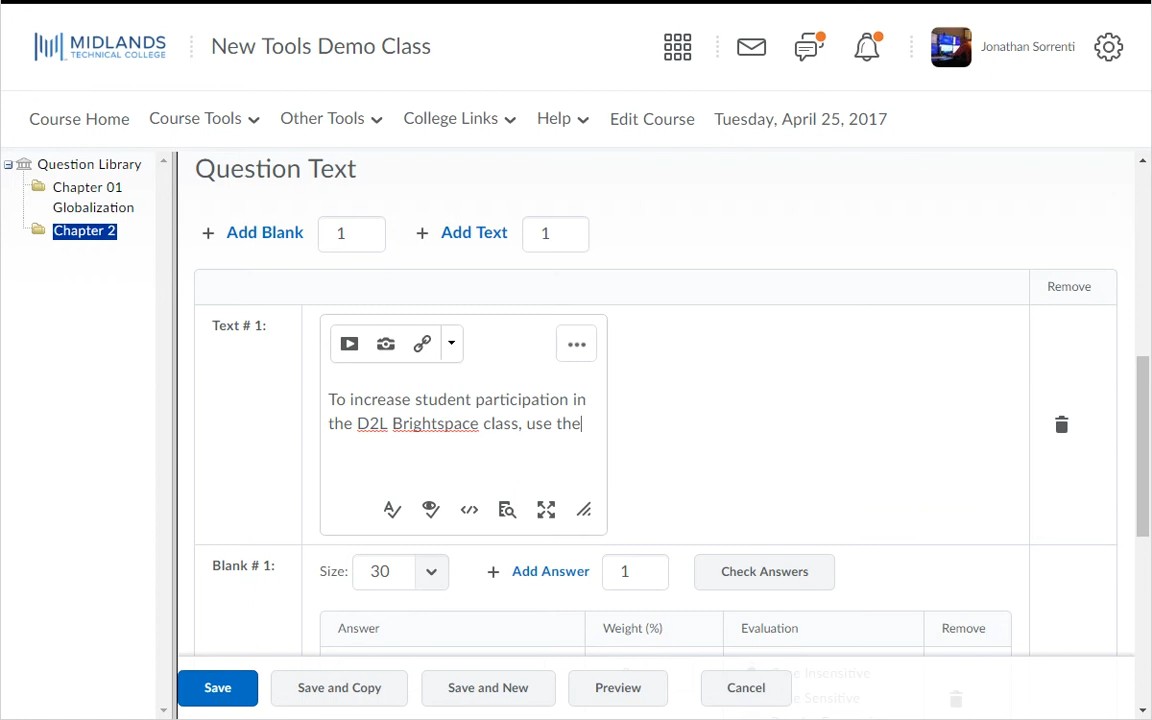 MIDLANDS
TECHNICAL COLLEGE
New Tools Demo Class
Jonathan Sorrenti
Course Home
Course Tools
Other Tools
College Links
Help
Edit Course
Tuesday, April 25, 2017
Question Library
Chapter 01
Globalization
Chapter 2
Question Text
+ Add Blank
1
+ Add Text
1
Remove
Text # 1:
To increase student participation in
the D2L Brightspace class, use the
Blank # 1:
Size:
30
+ Add Answer
1
Check Answers
Answer
Weight (%)
Evaluation
Remove
Save
Save and Copy
Save and New
Preview
Cancel